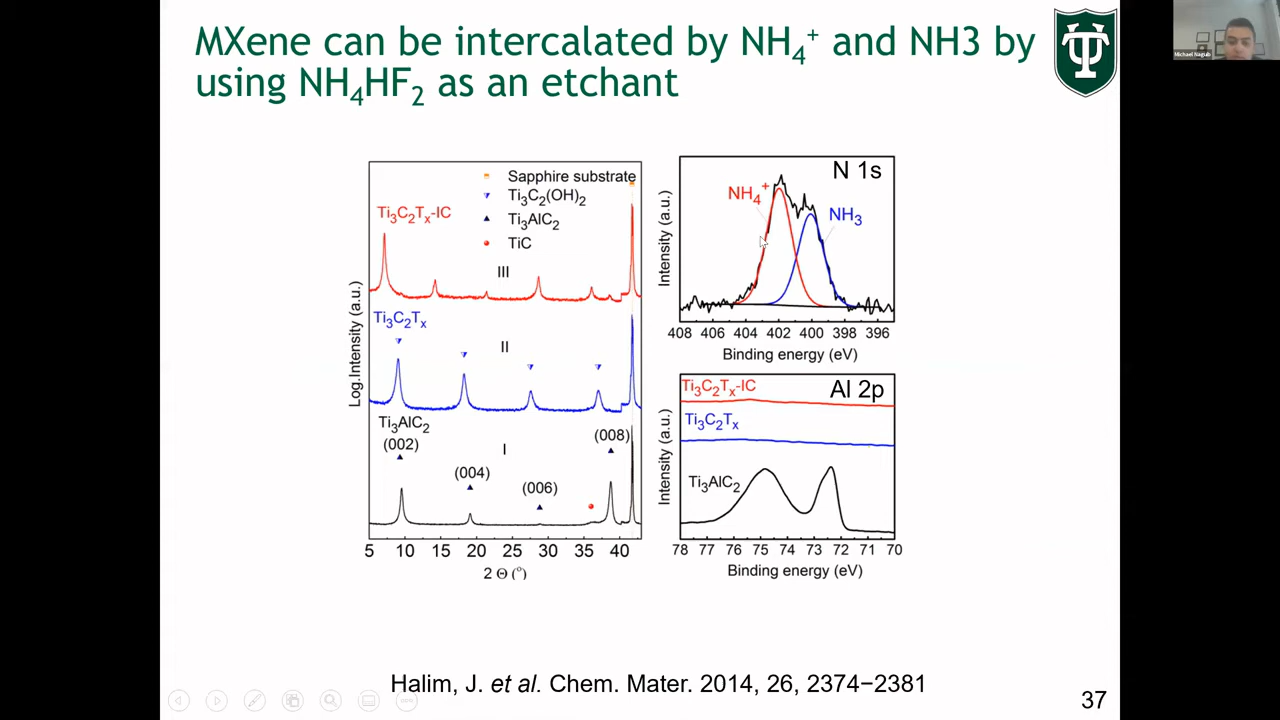 MXene can be intercalated by NH₄⁺ and NH3 by
using NH₄HF₂ as an etchant
Michael Naguib
Sapphire substrate
Ti₃C₂(OH)₂
Ti₃AlC₂
TiC
Ti₃C₂Tₓ-IC
III
Ti₃C₂Tₓ
II
Ti₃AlC₂
(002)
(004)
(006)
(008)
I
Log.Intensity (a.u.)
5 10 15 20 25 30 35 40
2 Θ (°)
N 1s
NH₄⁺
NH₃
Intensity (a.u.)
408 406 404 402 400 398 396
Binding energy (eV)
Al 2p
Ti₃C₂Tₓ-IC
Ti₃C₂Tₓ
Ti₃AlC₂
Intensity (a.u.)
78 77 76 75 74 73 72 71 70
Binding energy (eV)
Halim, J. et al. Chem. Mater. 2014, 26, 2374−2381
37